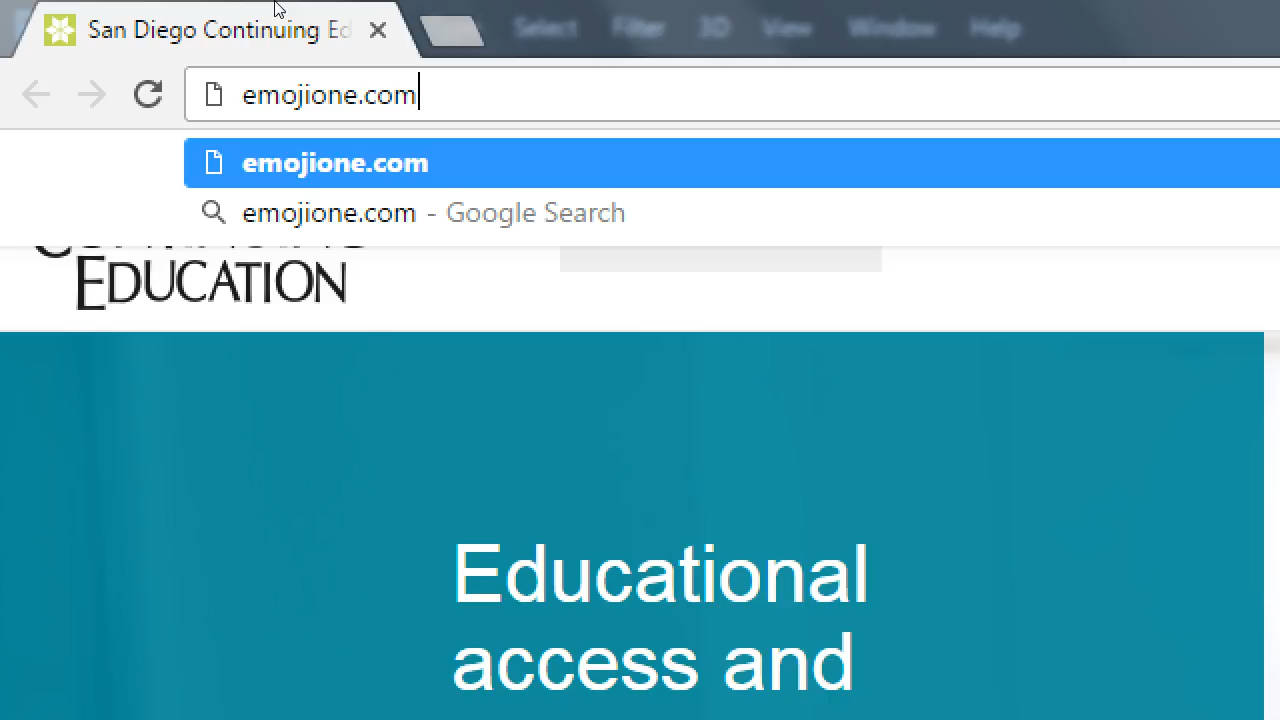 San Diego Continuing Ed
Select Filter 3D View Window Help
emojione.com
emojione.com
emojione.com - Google Search
EDUCATION
Educational
access and